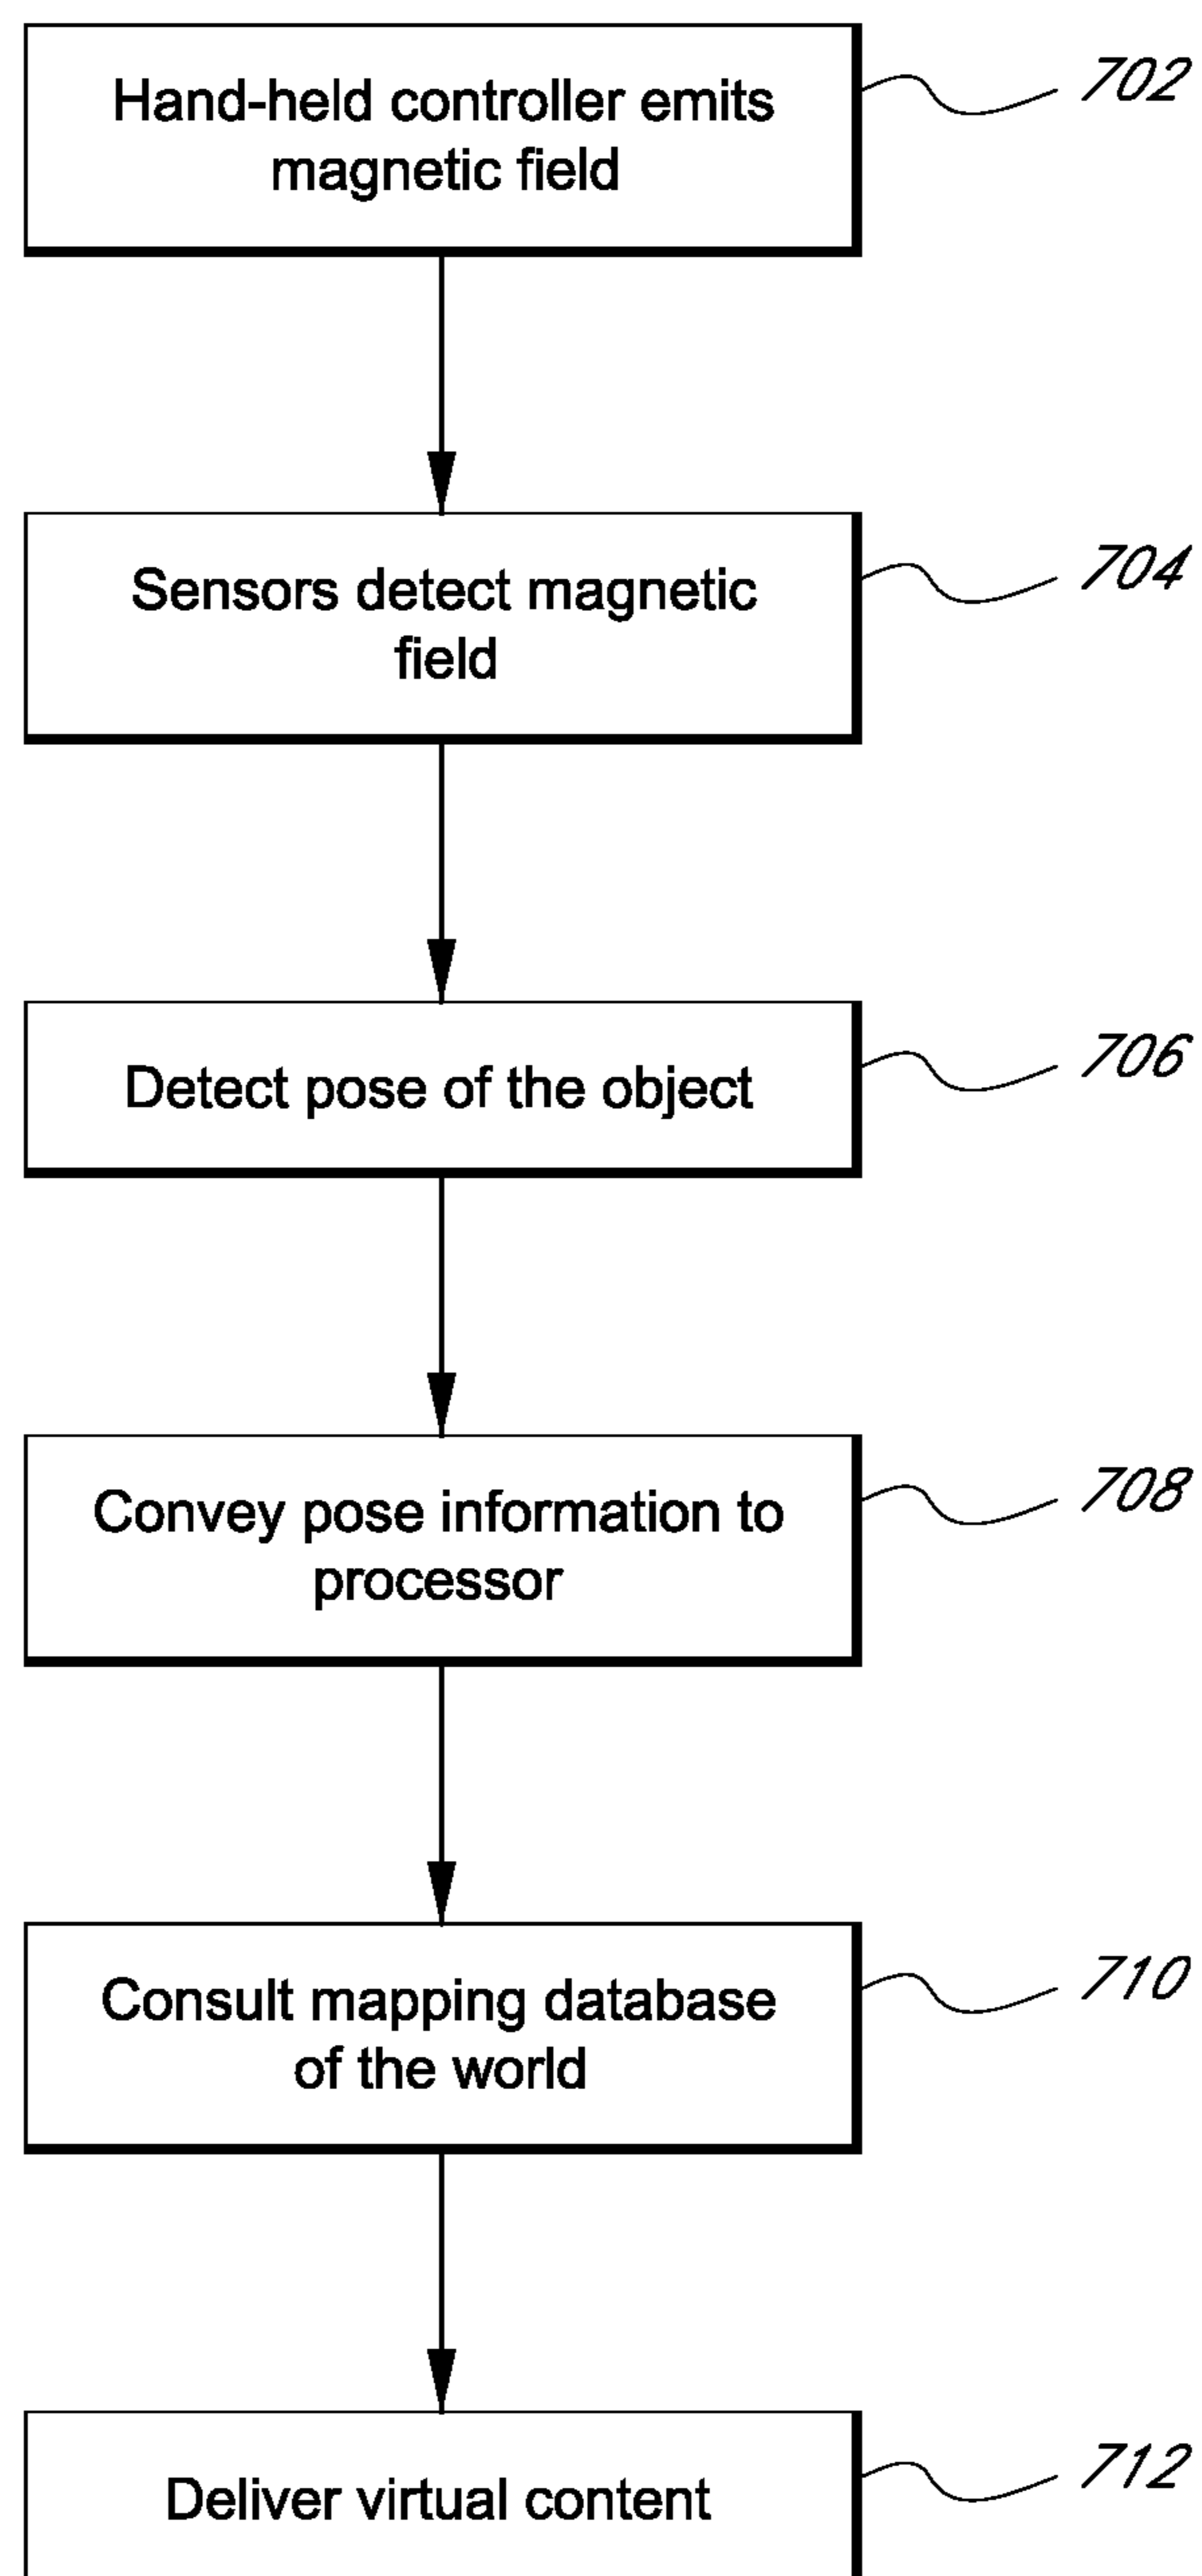 Hand-held controller emits
magnetic field
702
Sensors detect magnetic
field
704
Detect pose of the object
706
Convey pose information to
processor
708
Consult mapping database
of the world
710
Deliver virtual content
712